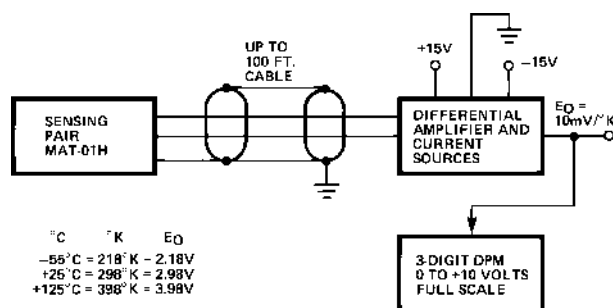 UP TO
100 FT.
CABLE
+15V
–15V
SENSING
PAIR
MAT-01H
DIFFERENTIAL
AMPLIFIER AND
CURRENT
SOURCES
E_O =
10mV/°K
°C °K E_O
–55°C = 218°K – 2.18V
+25°C = 298°K = 2.98V
+125°C = 398°K = 3.98V
3-DIGIT DPM
0 TO +10 VOLTS
FULL SCALE